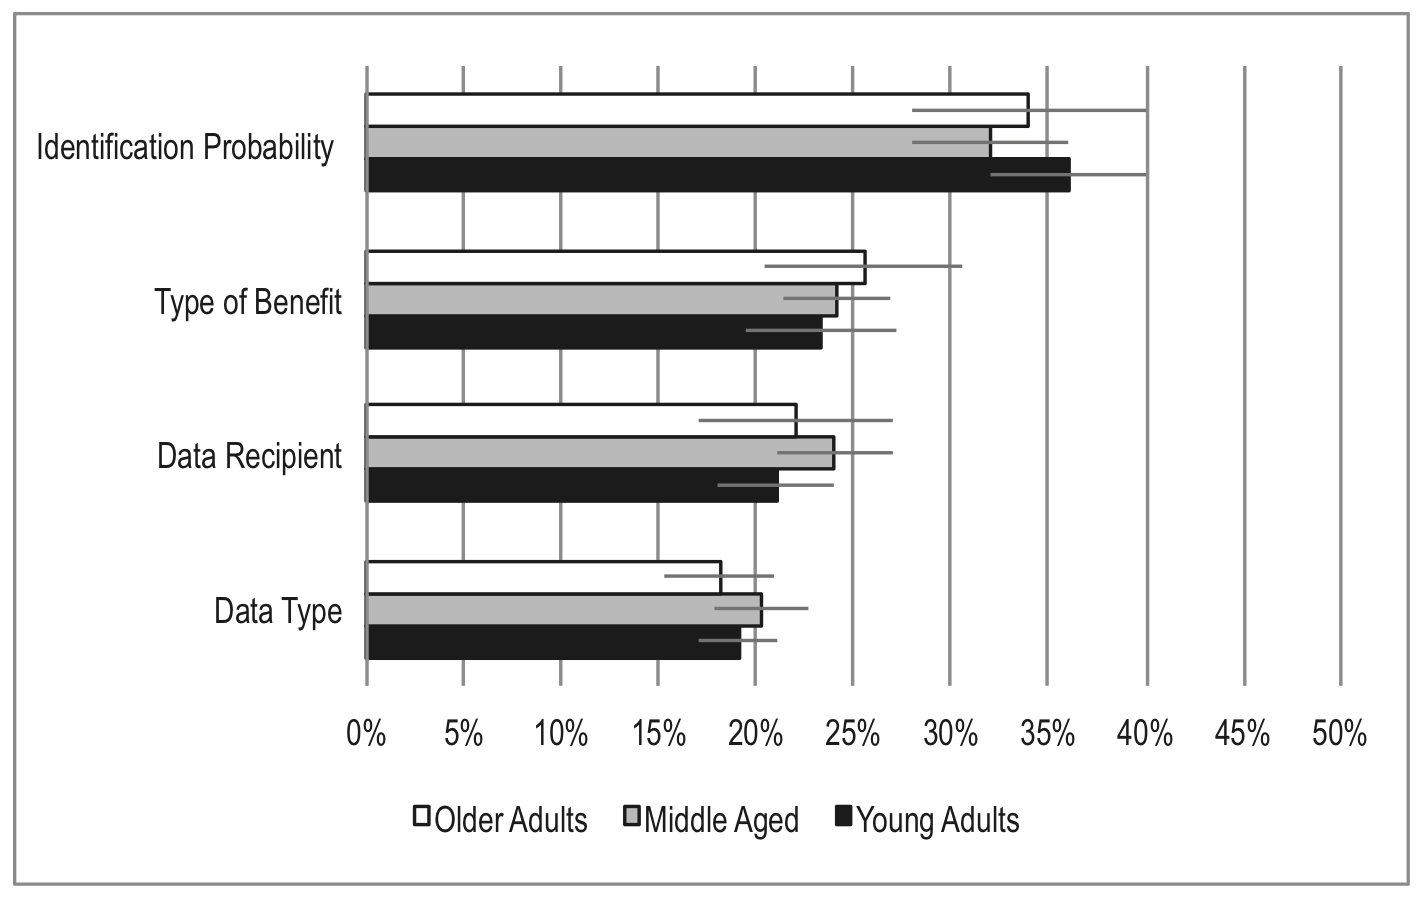 Identification Probability
Type of Benefit
Data Recipient
Data Type
0% 5% 10% 15% 20% 25% 30% 35% 40% 45% 50%
Older Adults Middle Aged Young Adults